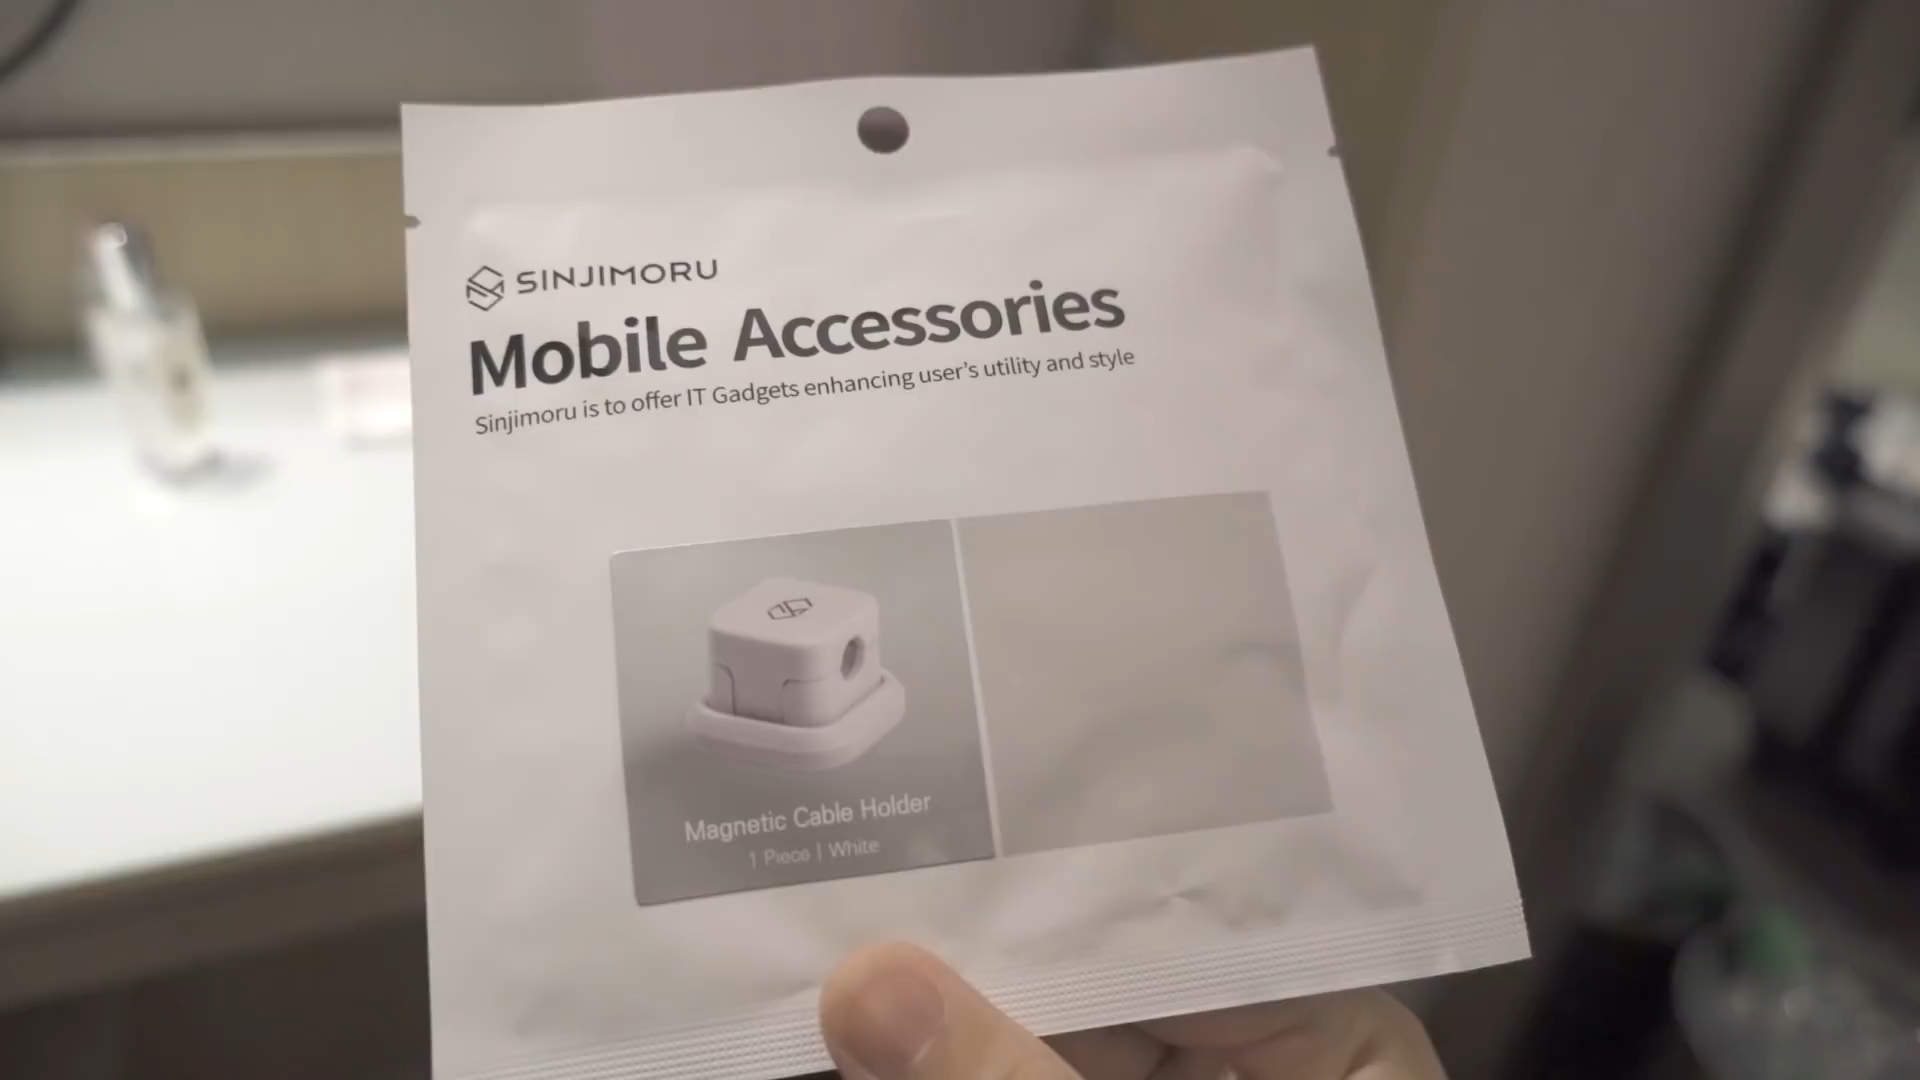 SINJIMORU
Mobile Accessories
Sinjimoru is to offer IT Gadgets enhancing user's utility and style
Magnetic Cable Holder
1 Piece | White